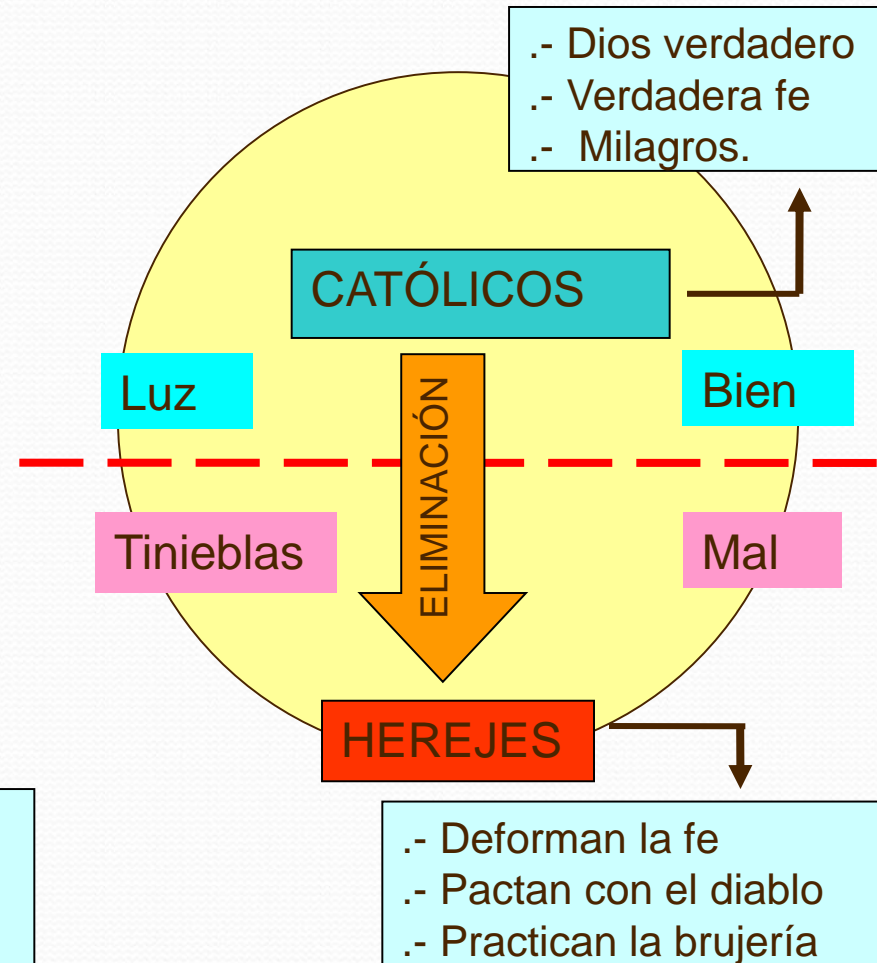 .- Dios verdadero
.- Verdadera fe
.- Milagros.
CATÓLICOS
Luz
Bien
ELIMINACIÓN
Tinieblas
Mal
HEREJES
.- Deforman la fe
.- Pactan con el diablo
.- Practican la brujería